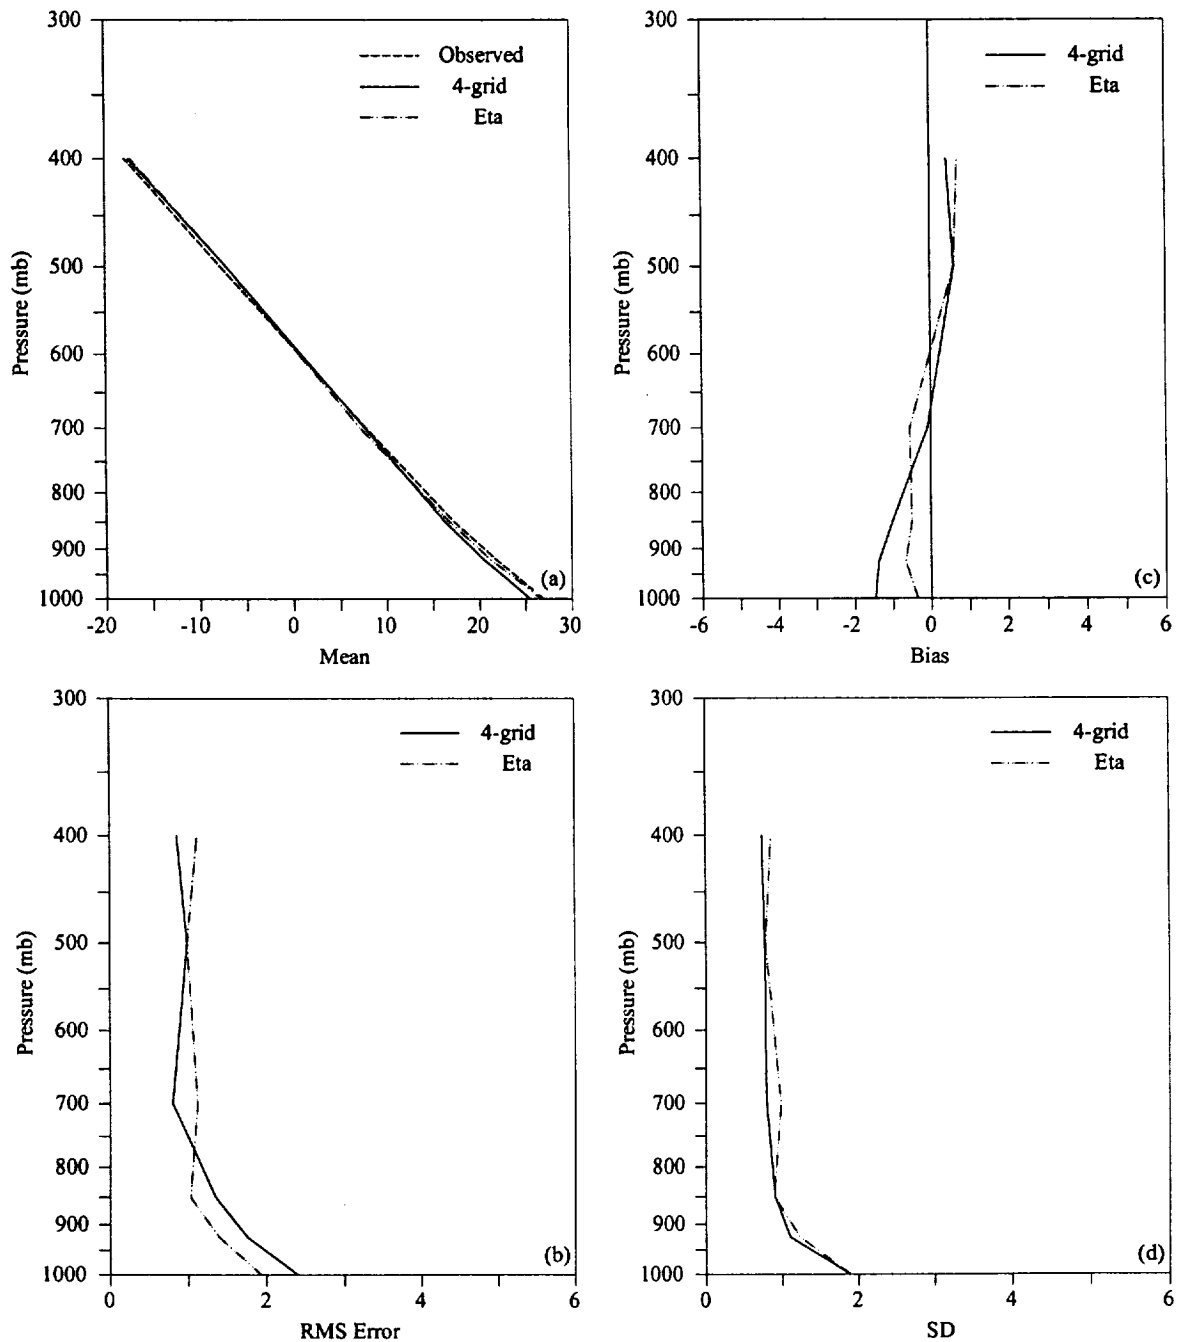 300
400
500
600
700
800
900
1000
Pressure (mb)
Observed
4-grid
Eta
(a)
-20
-10
0
10
20
30
Mean
300
400
500
600
700
800
900
1000
Pressure (mb)
4-grid
Eta
(c)
-6
-4
-2
0
2
4
6
Bias
300
400
500
600
700
800
900
1000
Pressure (mb)
4-grid
Eta
(b)
0
2
4
6
RMS Error
300
400
500
600
700
800
900
1000
Pressure (mb)
4-grid
Eta
(d)
0
2
4
6
SD